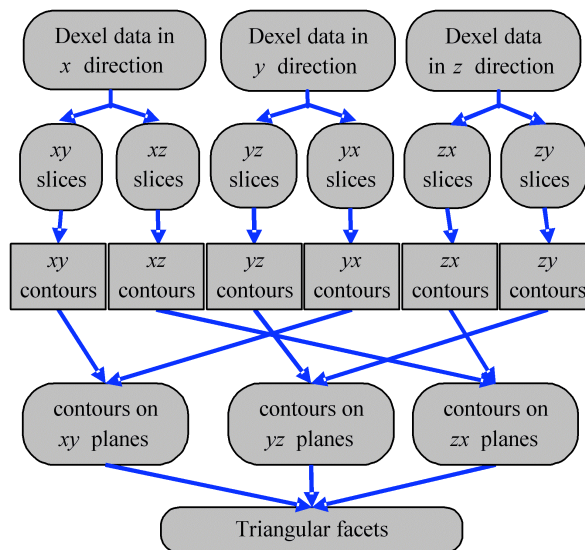 Dexel data in
x direction
Dexel data in
y direction
Dexel data
in z direction
xy
slices
xz
slices
yz
slices
yx
slices
zx
slices
zy
slices
xy
contours
xz
contours
yz
contours
yx
contours
zx
contours
zy
contours
contours on
xy planes
contours on
yz planes
contours on
zx planes
Triangular facets